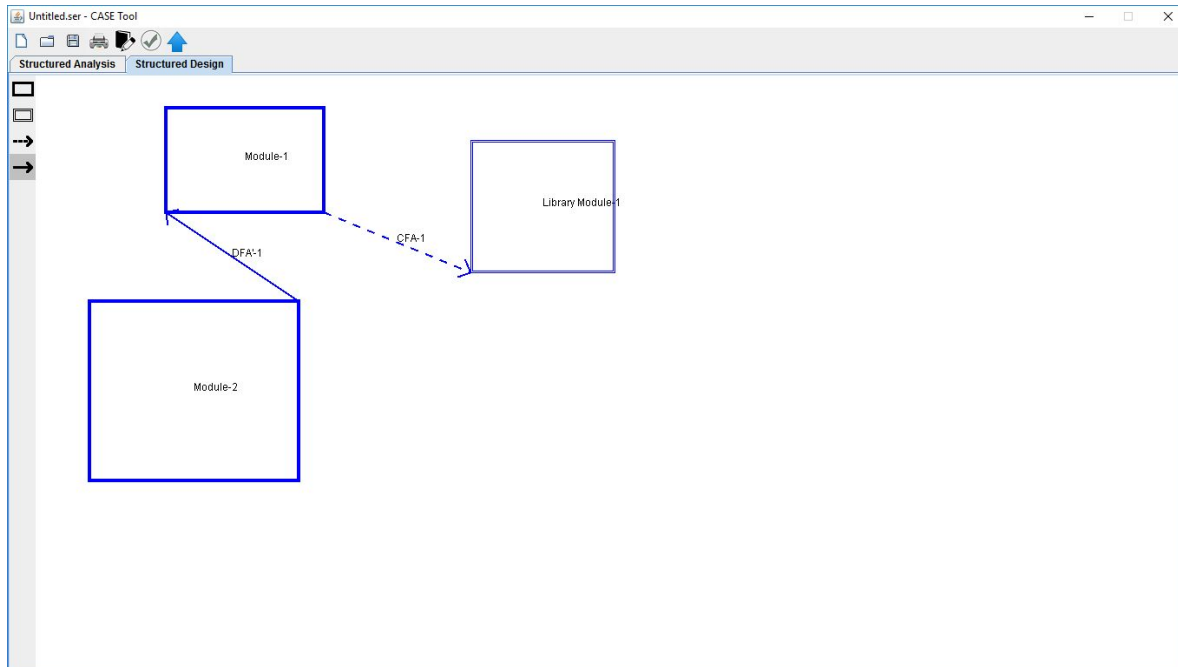 Untitled.ser - CASE Tool
Structured Analysis Structured Design
Module-1
Library Module-1
CFA-1
DFA'-1
Module-2